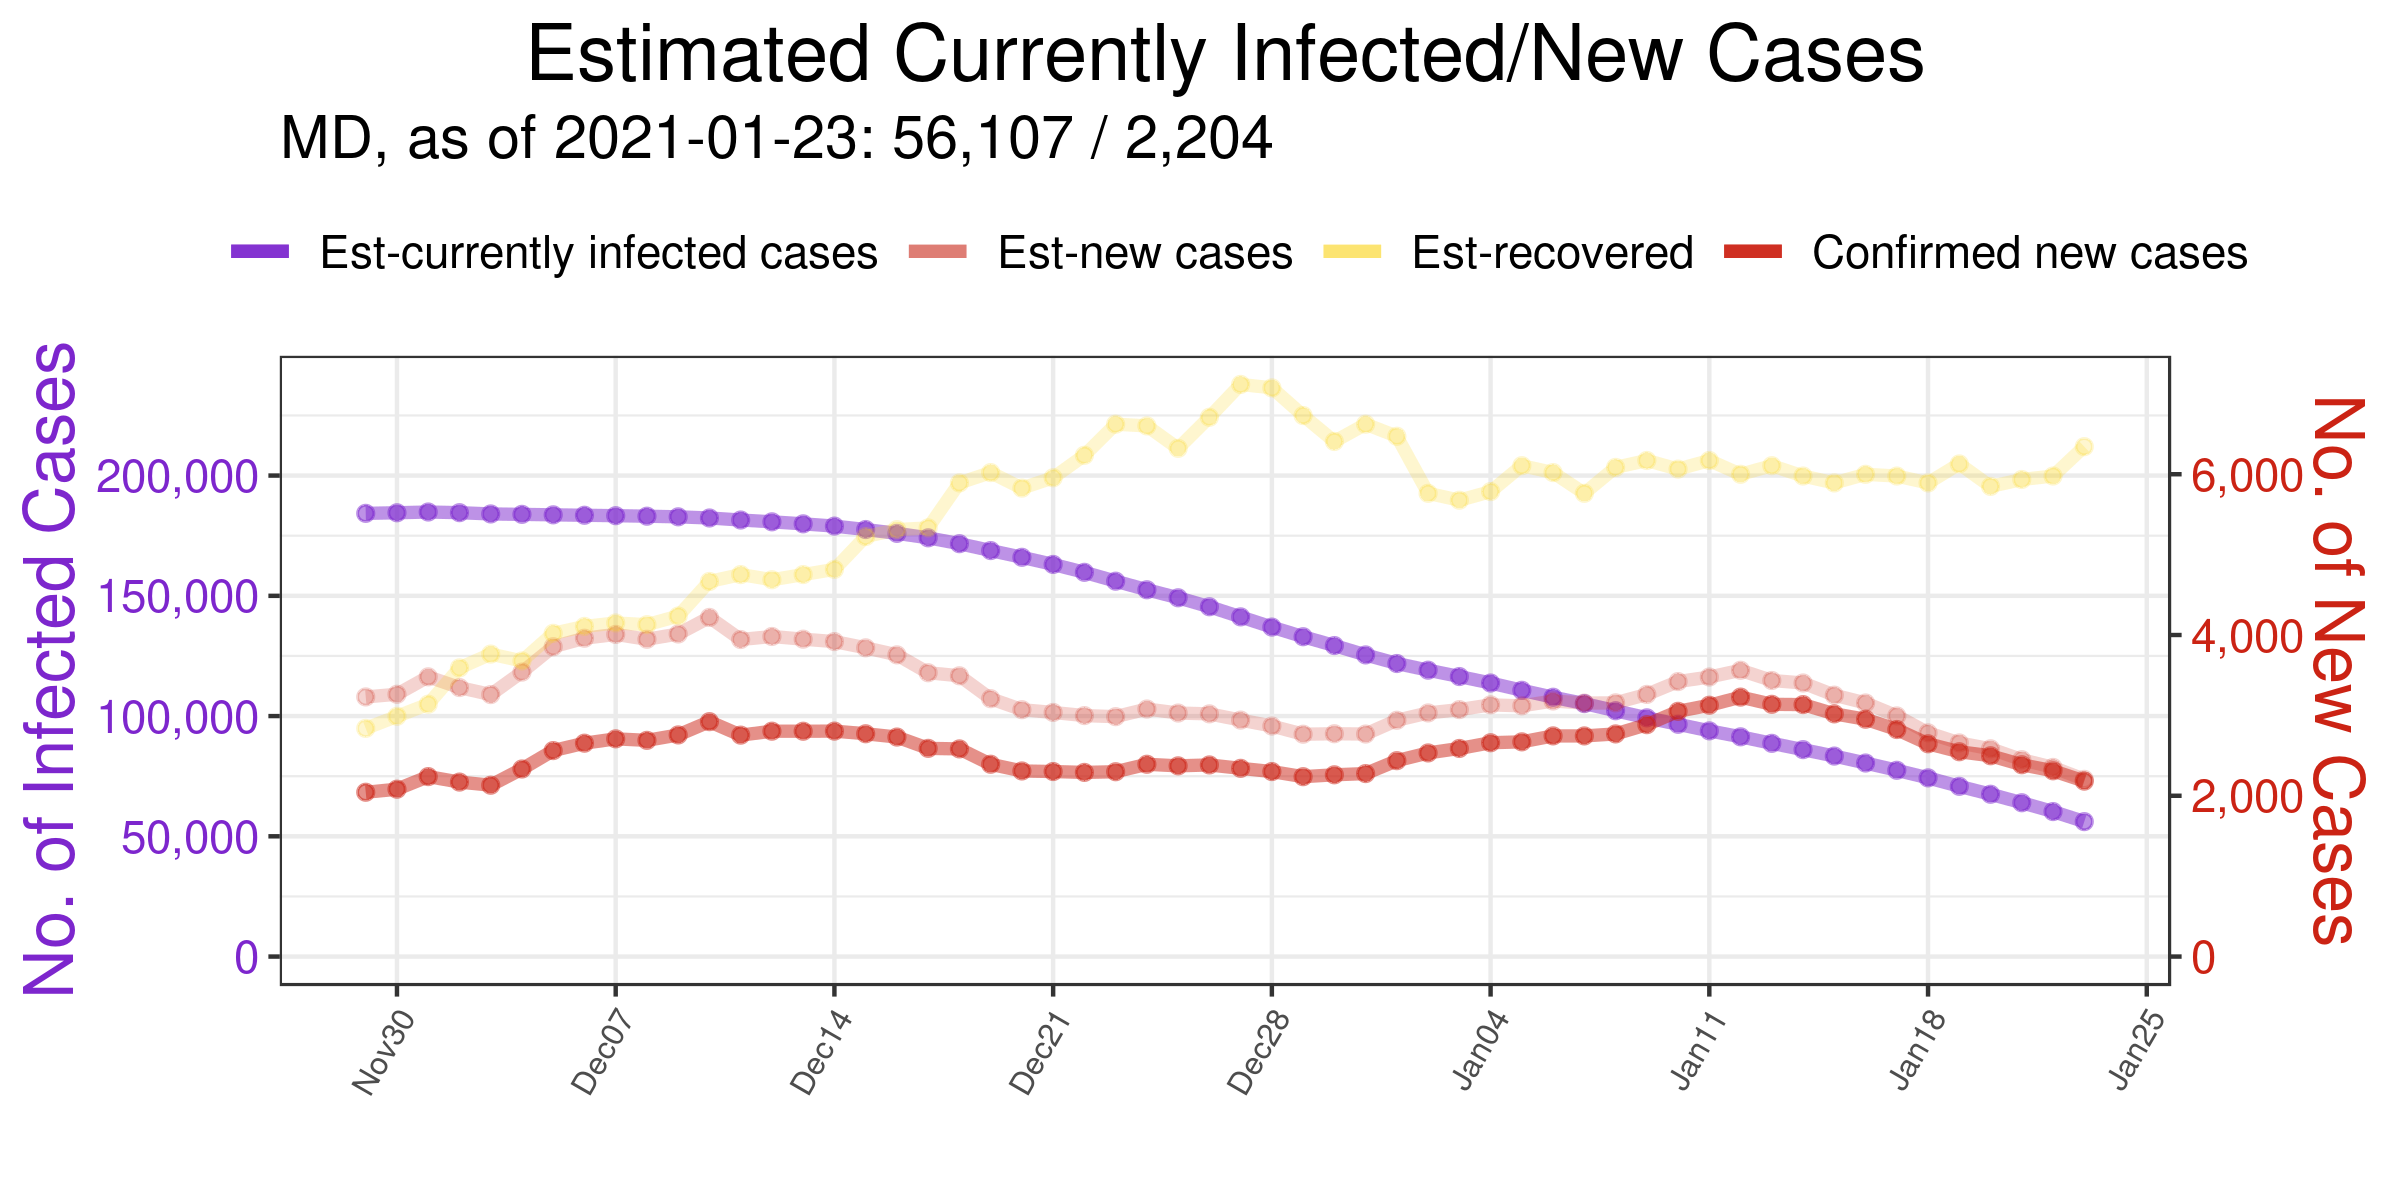 Estimated Currently Infected/New Cases
MD, as of 2021-01-23: 56,107 / 2,204
Est-currently infected cases Est-new cases Est-recovered Confirmed new cases
No. of Infected Cases
200,000
150,000
100,000
50,000
0
6,000
4,000
2,000
0
No. of New Cases
Nov30 Dec07 Dec14 Dec21 Dec28 Jan04 Jan11 Jan18 Jan25